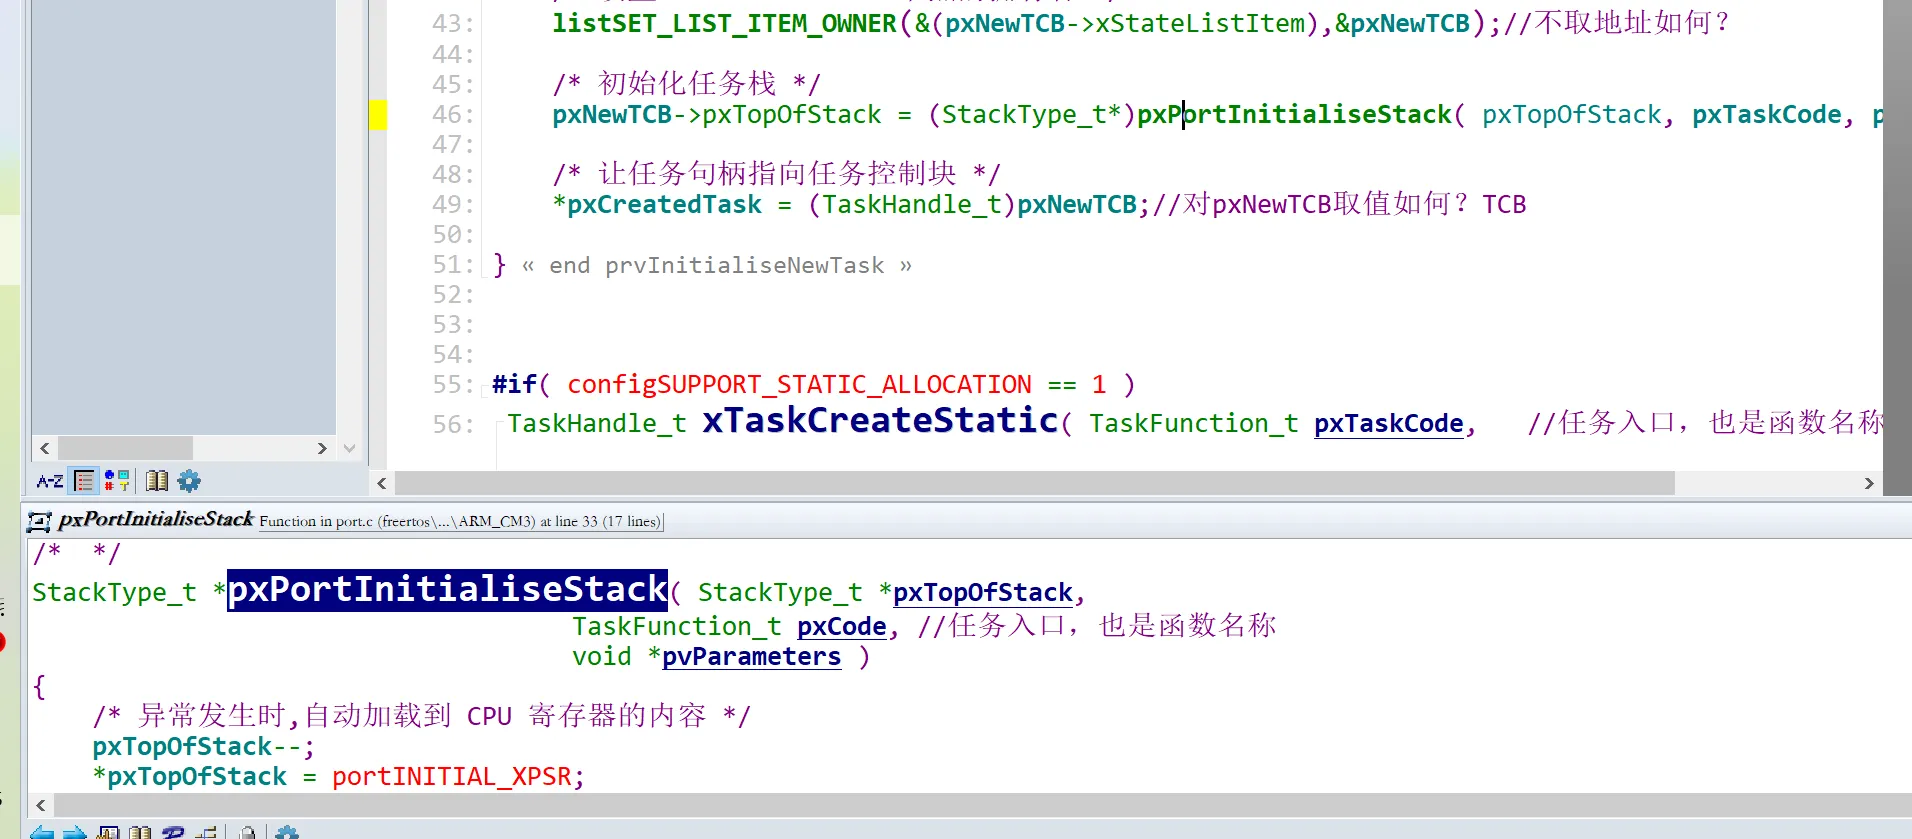 43: listSET_LIST_ITEM_OWNER(&(pxNewTCB->xStateListItem),&pxNewTCB);//不取地址如何？
44:
45: /* 初始化任务栈 */
46: pxNewTCB->pxTopOfStack = (StackType_t*)pxPortInitialiseStack( pxTopOfStack, pxTaskCode, p
47:
48: /* 让任务句柄指向任务控制块 */
49: *pxCreatedTask = (TaskHandle_t)pxNewTCB;//对pxNewTCB取值如何？TCB
50:
51: } « end prvInitialiseNewTask »
52:
53:
54:
55: #if( configSUPPORT_STATIC_ALLOCATION == 1 )
56: TaskHandle_t xTaskCreateStatic( TaskFunction_t pxTaskCode, //任务入口，也是函数名称
A-Z
pxPortInitialiseStack Function in port.c (freertos\...\ARM_CM3) at line 33 (17 lines)
/* */
StackType_t *pxPortInitialiseStack( StackType_t *pxTopOfStack,
TaskFunction_t pxCode, //任务入口，也是函数名称
void *pvParameters )
{
/* 异常发生时,自动加载到 CPU 寄存器的内容 */
pxTopOfStack--;
*pxTopOfStack = portINITIAL_XPSR;